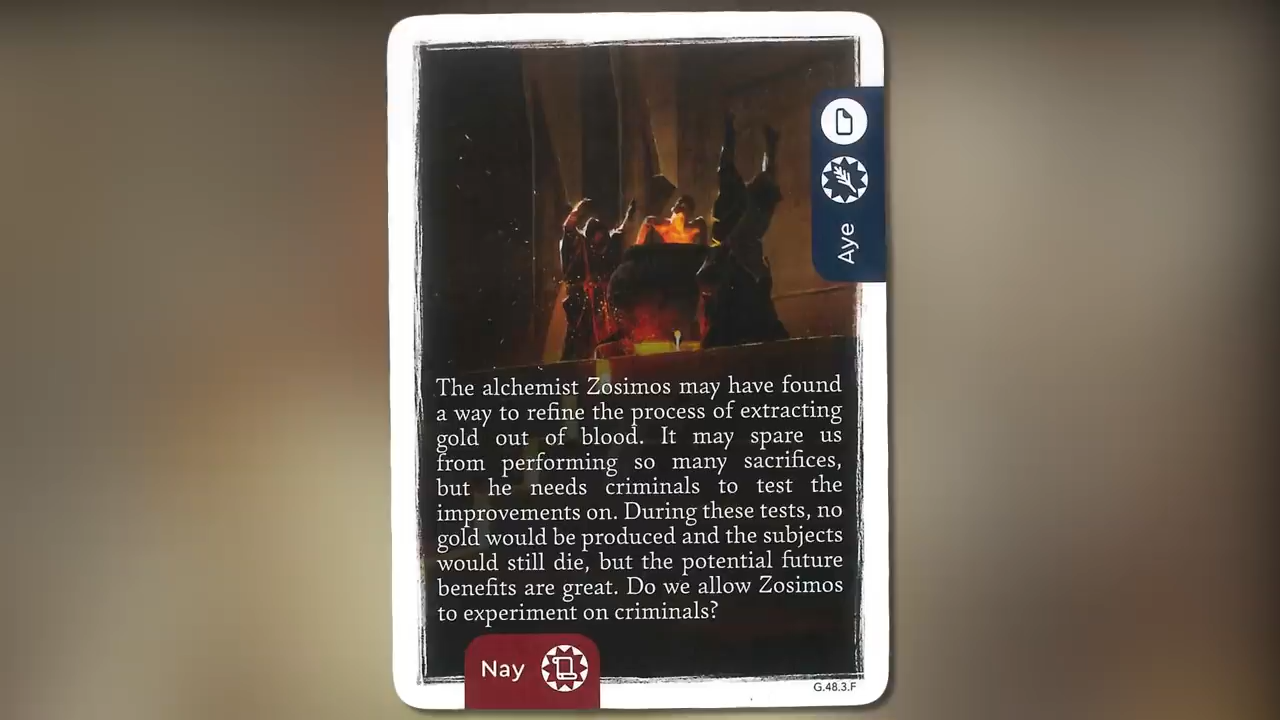 Aye
The alchemist Zosimos may have found
a way to refine the process of extracting
gold out of blood. It may spare us
from performing so many sacrifices,
but he needs criminals to test the
improvements on. During these tests, no
gold would be produced and the subjects
would still die, but the potential future
benefits are great. Do we allow Zosimos
to experiment on criminals?
Nay
G.48.3.F